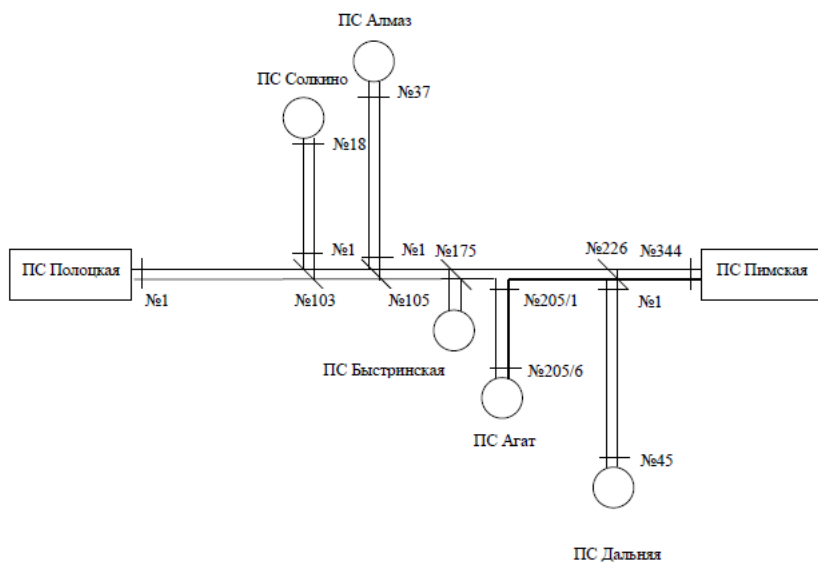 ПС Алмаз
ПС Солкино
№37
№18
№1
№1
№175
№226
№344
ПС Полоцкая
ПС Пимская
№1
№103
№105
№205/1
№1
ПС Быстринская
№205/6
ПС Агат
№45
ПС Дальняя